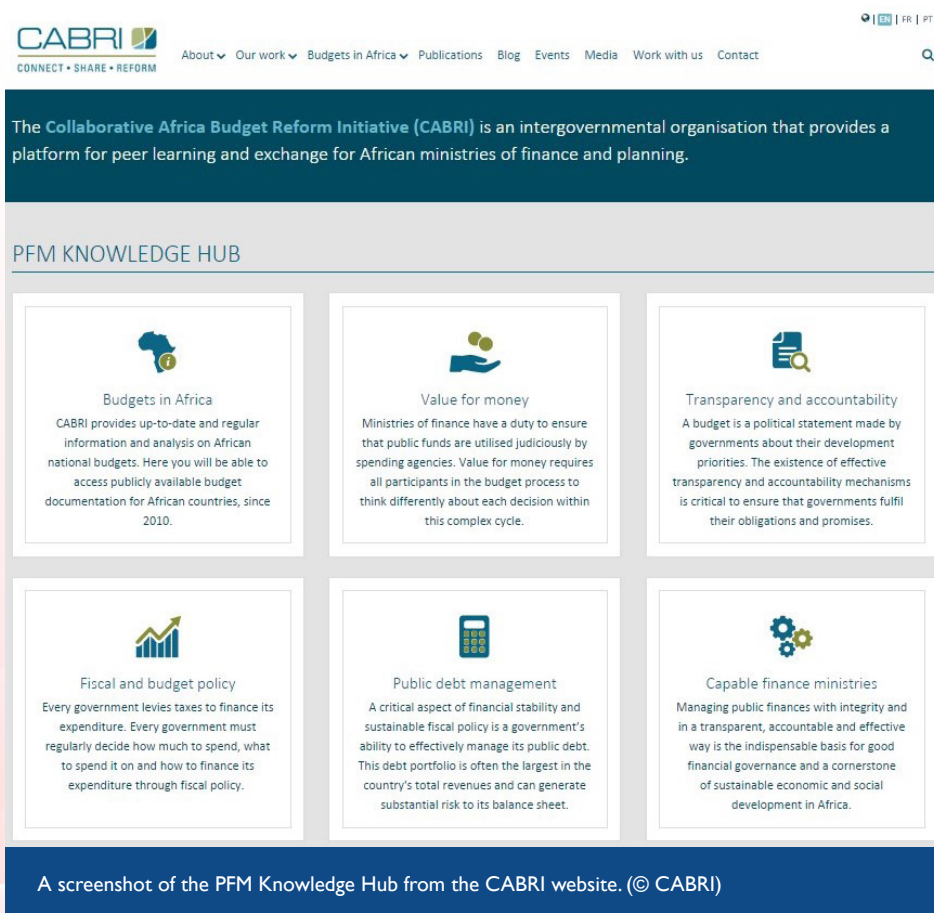 EN | FR | PT
CABRI
CONNECT • SHARE • REFORM
About Our work Budgets in Africa Publications Blog Events Media Work with us Contact
The Collaborative Africa Budget Reform Initiative (CABRI) is an intergovernmental organisation that provides a
platform for peer learning and exchange for African ministries of finance and planning.
PFM KNOWLEDGE HUB
Budgets in Africa
CABRI provides up-to-date and regular
information and analysis on African
national budgets. Here you will be able to
access publicly available budget
documentation for African countries, since
2010.
Value for money
Ministries of finance have a duty to ensure
that public funds are utilised judiciously by
spending agencies. Value for money requires
all participants in the budget process to
think differently about each decision within
this complex cycle.
Transparency and accountability
A budget is a political statement made by
governments about their development
priorities. The existence of effective
transparency and accountability mechanisms
is critical to ensure that governments fulfil
their obligations and promises.
Fiscal and budget policy
Every government levies taxes to finance its
expenditure. Every government must
regularly decide how much to spend, what
to spend it on and how to finance its
expenditure through fiscal policy.
Public debt management
A critical aspect of financial stability and
sustainable fiscal policy is a government's
ability to effectively manage its public debt.
This debt portfolio is often the largest in the
country's total revenues and can generate
substantial risk to its balance sheet.
Capable finance ministries
Managing public finances with integrity and
in a transparent, accountable and effective
way is the indispensable basis for good
financial governance and a cornerstone
of sustainable economic and social
development in Africa.
A screenshot of the PFM Knowledge Hub from the CABRI website. (© CABRI)